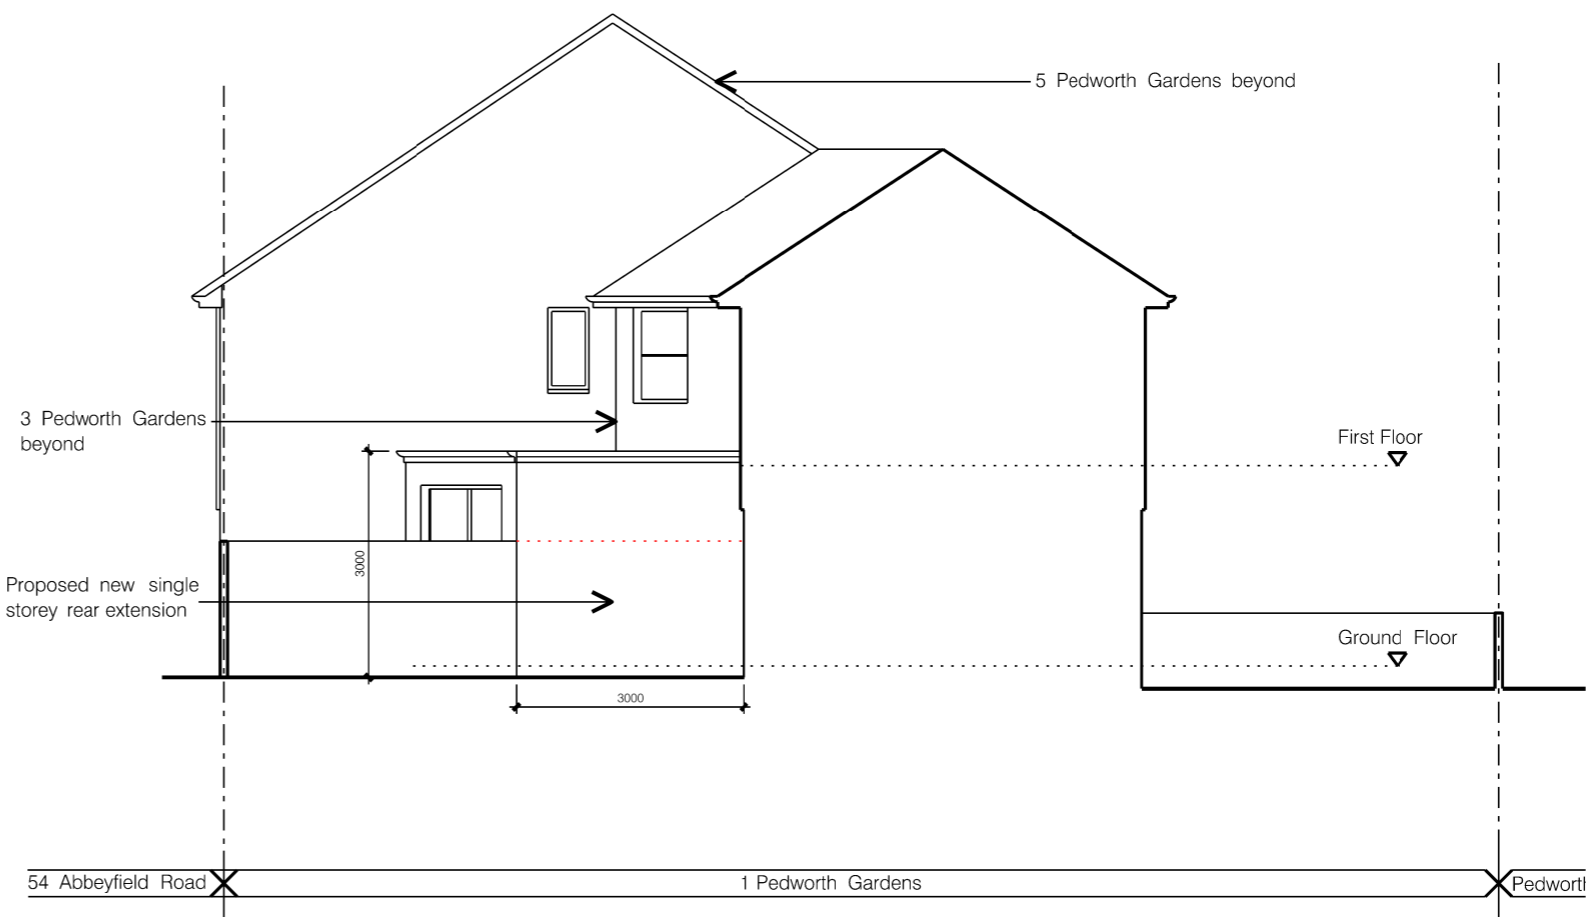 5 Pedworth Gardens beyond
3 Pedworth Gardens
beyond
First Floor
3000
Proposed new single
storey rear extension
Ground Floor
3000
54 Abbeyfield Road
1 Pedworth Gardens